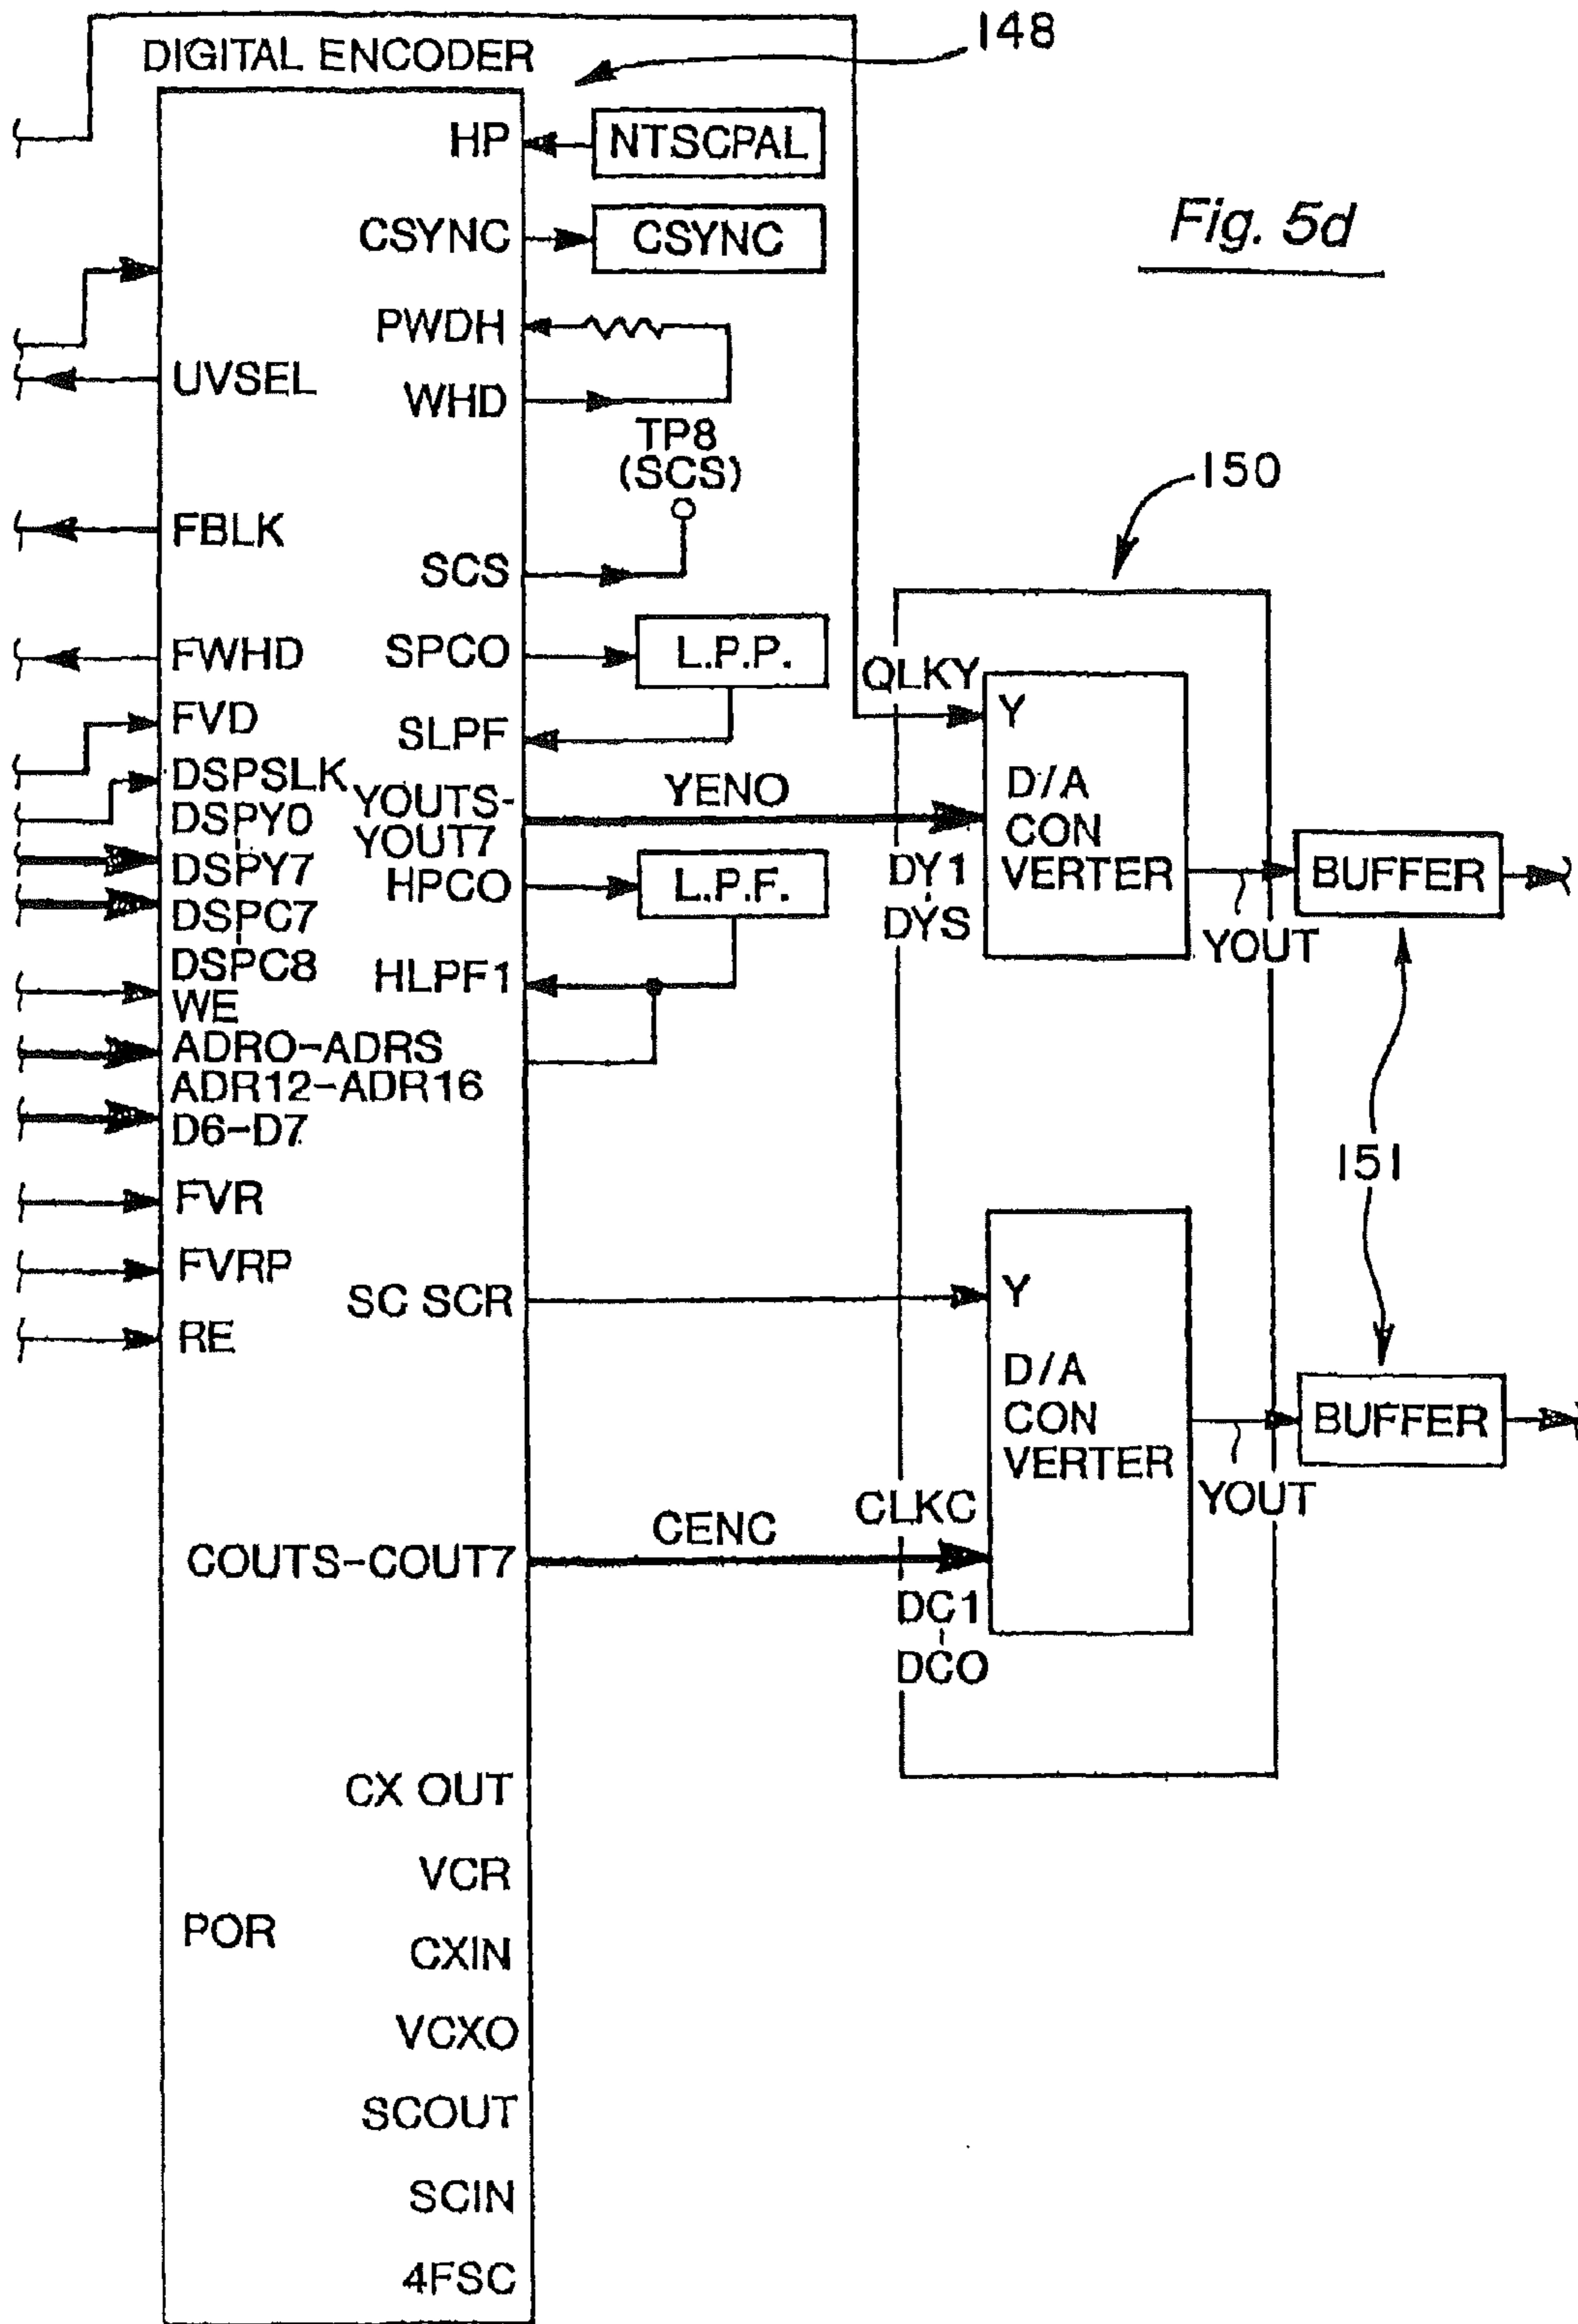 148
DIGITAL ENCODER
HP
NTSCPAL
Fig. 5d
CSYNC
CSYNC
PWDH
UVSEL
WHD
TP8
(SCS)
150
FBLK
SCS
FWHD
SPCO
L.P.P.
QLKY
Y
FVD
SLPF
DSPSLK
DSPY0
DSPY7
DSPC7
DSPC8
YOUTS-
YOUT7
YENO
D/A
CON
VERTER
HPCO
L.P.F.
DY1
DYS
BUFFER
YOUT
WE
HLPF1
ADRO-ADRS
ADR12-ADR16
D6-D7
151
FVR
FVRP
SC SCR
Y
RE
D/A
CON
VERTER
BUFFER
YOUT
CLKC
CENC
COUTS-COUT7
DC1
DCO
CX OUT
VCR
POR
CXIN
VCXO
SCOUT
SCIN
4FSC